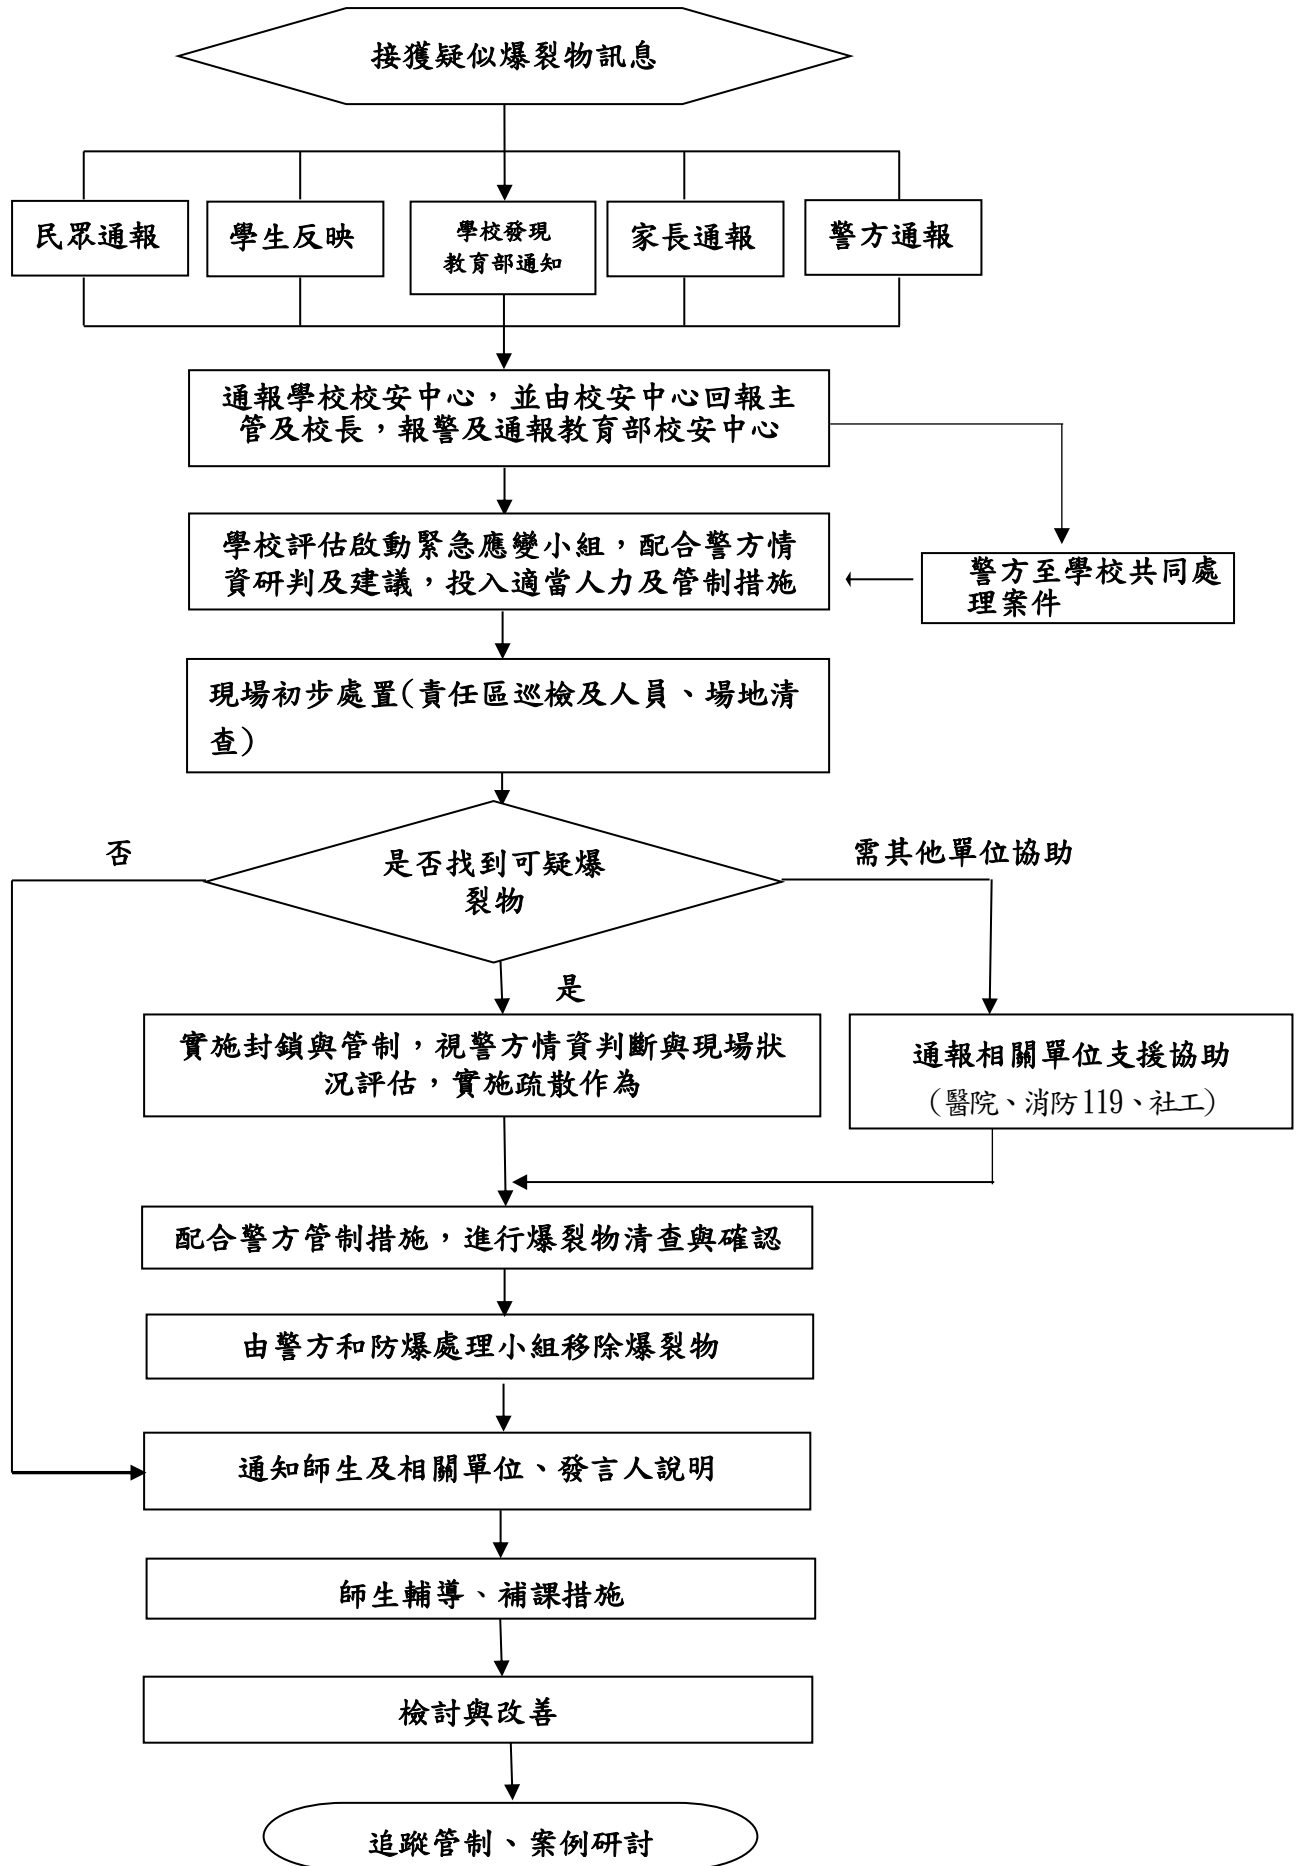 接獲疑似爆裂物訊息
民眾通報
學生反映
學校發現
教育部通知
家長通報
警方通報
通報學校校安中心，並由校安中心回報主
管及校長，報警及通報教育部校安中心
學校評估啟動緊急應變小組，配合警方情
資研判及建議，投入適當人力及管制措施
警方至學校共同處
理案件
現場初步處置(責任區巡檢及人員、場地清
查)
否
是否找到可疑爆
裂物
需其他單位協助
是
實施封鎖與管制，視警方情資判斷與現場狀
況評估，實施疏散作為
通報相關單位支援協助
（醫院、消防119、社工）
配合警方管制措施，進行爆裂物清查與確認
由警方和防爆處理小組移除爆裂物
通知師生及相關單位、發言人說明
師生輔導、補課措施
檢討與改善
追蹤管制、案例研討